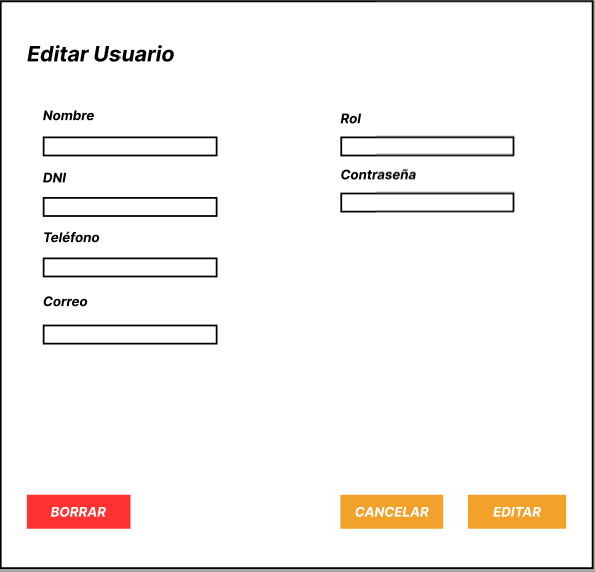 Editar Usuario
Nombre
DNI
Teléfono
Correo
Rol
Contraseña
BORRAR
CANCELAR
EDITAR